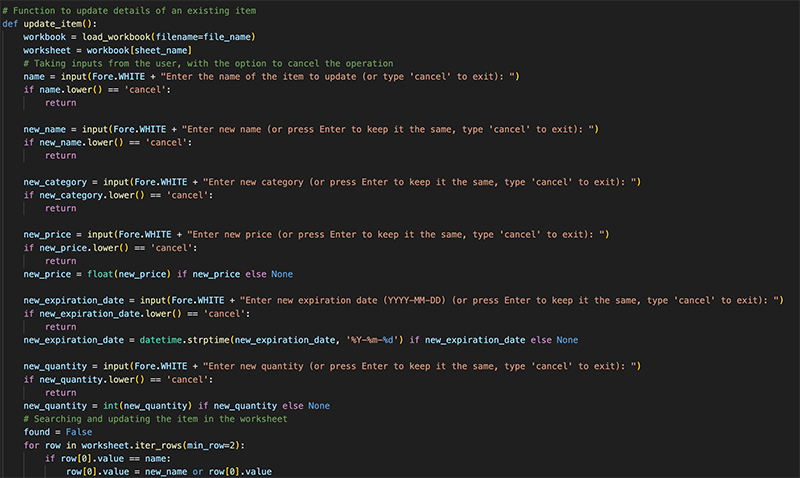 # Function to update details of an existing item
def update_item():
    workbook = load_workbook(filename=file_name)
    worksheet = workbook[sheet_name]
    # Taking inputs from the user, with the option to cancel the operation
    name = input(Fore.WHITE + "Enter the name of the item to update (or type 'cancel' to exit): ")
    if name.lower() == 'cancel':
        return

    new_name = input(Fore.WHITE + "Enter new name (or press Enter to keep it the same, type 'cancel' to exit): ")
    if new_name.lower() == 'cancel':
        return

    new_category = input(Fore.WHITE + "Enter new category (or press Enter to keep it the same, type 'cancel' to exit): ")
    if new_category.lower() == 'cancel':
        return

    new_price = input(Fore.WHITE + "Enter new price (or press Enter to keep it the same, type 'cancel' to exit): ")
    if new_price.lower() == 'cancel':
        return
    new_price = float(new_price) if new_price else None

    new_expiration_date = input(Fore.WHITE + "Enter new expiration date (YYYY-MM-DD) (or press Enter to keep it the same, type 'cancel' to exit): ")
    if new_expiration_date.lower() == 'cancel':
        return
    new_expiration_date = datetime.strptime(new_expiration_date, '%Y-%m-%d') if new_expiration_date else None

    new_quantity = input(Fore.WHITE + "Enter new quantity (or press Enter to keep it the same, type 'cancel' to exit): ")
    if new_quantity.lower() == 'cancel':
        return
    new_quantity = int(new_quantity) if new_quantity else None
    # Searching and updating the item in the worksheet
    found = False
    for row in worksheet.iter_rows(min_row=2):
        if row[0].value == name:
            row[0].value = new_name or row[0].value